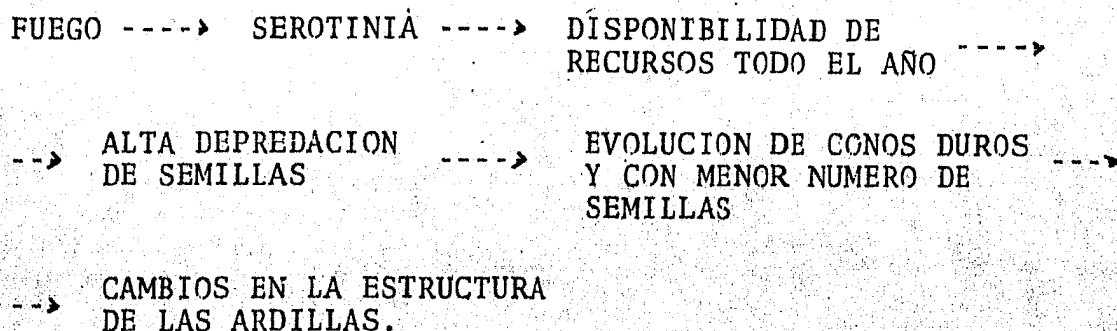 FUEGO ----> SEROTINIA ----> DISPONIBILIDAD DE
RECURSOS TODO EL AÑO ---->
--> ALTA DEPREDACION ----> EVOLUCION DE CONOS DUROS ---->
DE SEMILLAS Y CON MENOR NUMERO DE
SEMILLAS
--> CAMBIOS EN LA ESTRUCTURA
DE LAS ARDILLAS.